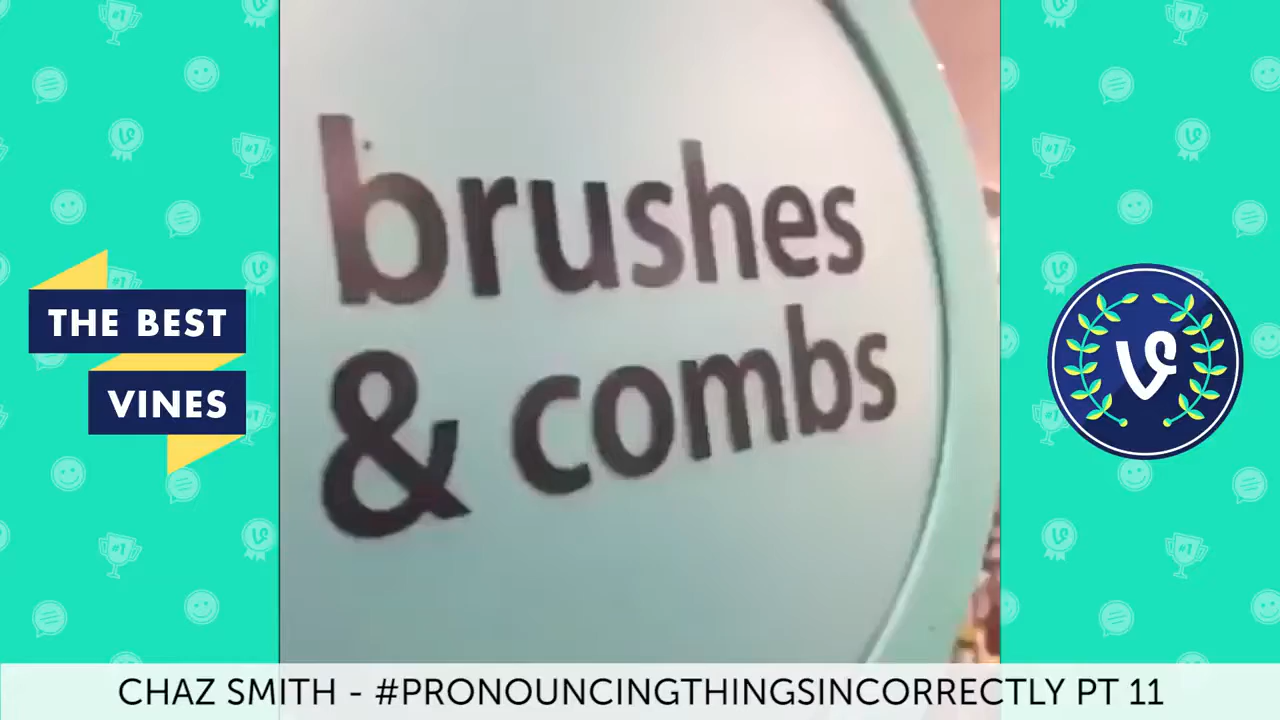 brushes
& combs
THE BEST
VINES
CHAZ SMITH - #PRONOUNCINGTHINGSINCORRECTLY PT 11